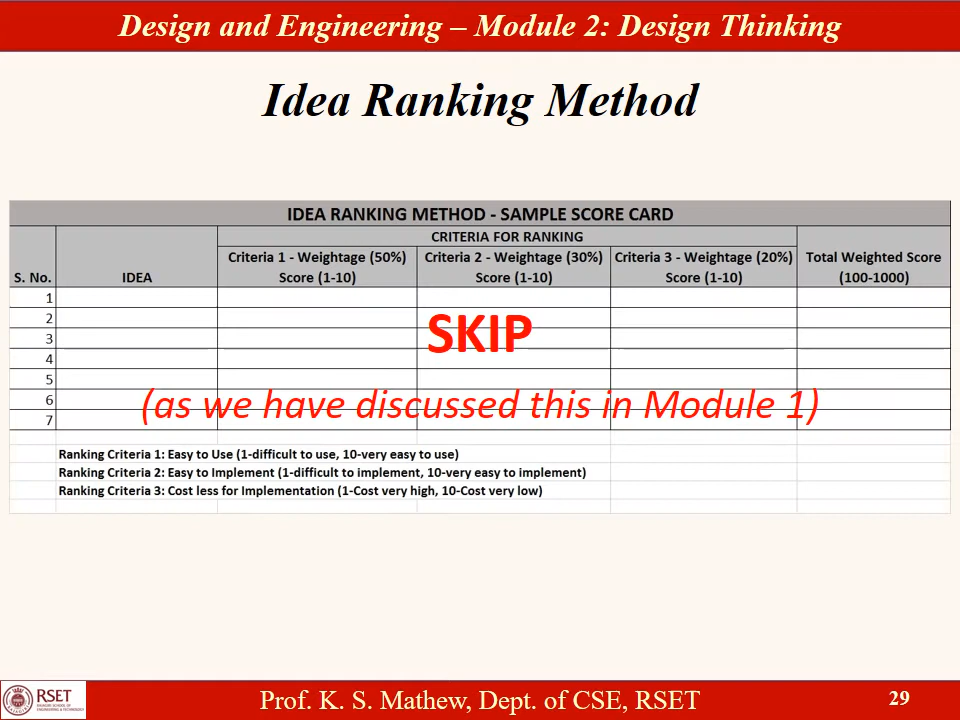 Design and Engineering – Module 2: Design Thinking
Idea Ranking Method
IDEA RANKING METHOD - SAMPLE SCORE CARD
CRITERIA FOR RANKING
S. No.
IDEA
Criteria 1 - Weightage (50%)
Score (1-10)
Criteria 2 - Weightage (30%)
Score (1-10)
Criteria 3 - Weightage (20%)
Score (1-10)
Total Weighted Score
(100-1000)
1
2
3
4
5
6
7
SKIP
(as we have discussed this in Module 1)
Ranking Criteria 1: Easy to Use (1-difficult to use, 10-very easy to use)
Ranking Criteria 2: Easy to Implement (1-difficult to implement, 10-very easy to implement)
Ranking Criteria 3: Cost less for Implementation (1-Cost very high, 10-Cost very low)
RSET
Prof. K. S. Mathew, Dept. of CSE, RSET
29